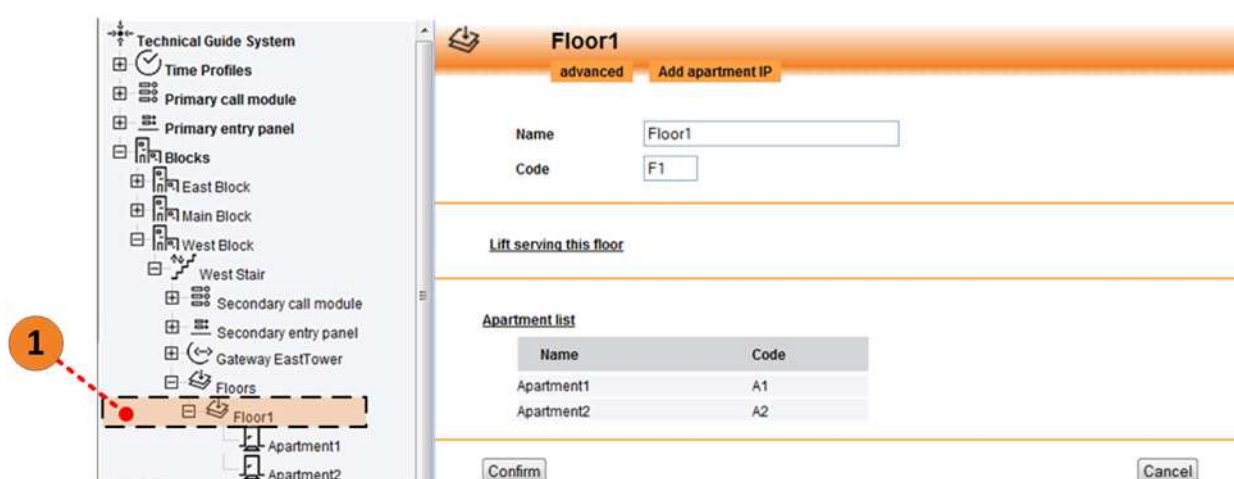 Technical Guide System
Time Profiles
Primary call module
Primary entry panel
Blocks
East Block
Main Block
West Block
West Stair
Secondary call module
Secondary entry panel
Gateway EastTower
Floors
Floor1
Apartment1
Apartment2
1
Floor1
advanced Add apartment IP
Name Floor1
Code F1
Lift serving this floor
Apartment list
Name Code
Apartment1 A1
Apartment2 A2
Confirm Cancel